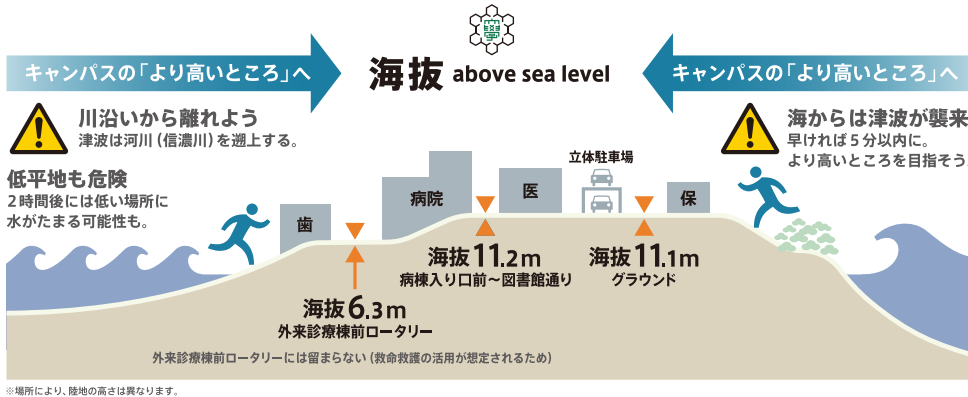 キャンパスの「より高いところ」へ
海抜 above sea level
キャンパスの「より高いところ」へ
川沿いから離れよう
津波は河川(信濃川)を遡上する。
海からは津波が襲来
早ければ5分以内に。
より高いところを目指そう。
低平地も危険
2時間後には低い場所に
水がたまる可能性も。
歯
病院
医
立体駐車場
保
海抜11.2m
病棟入り口前~図書館通り
海抜11.1m
グラウンド
海抜6.3m
外来診療棟前ロータリー
外来診療棟前ロータリーには留まらない(救命救護の活用が想定されるため)
※場所により、陸地の高さは異なります。